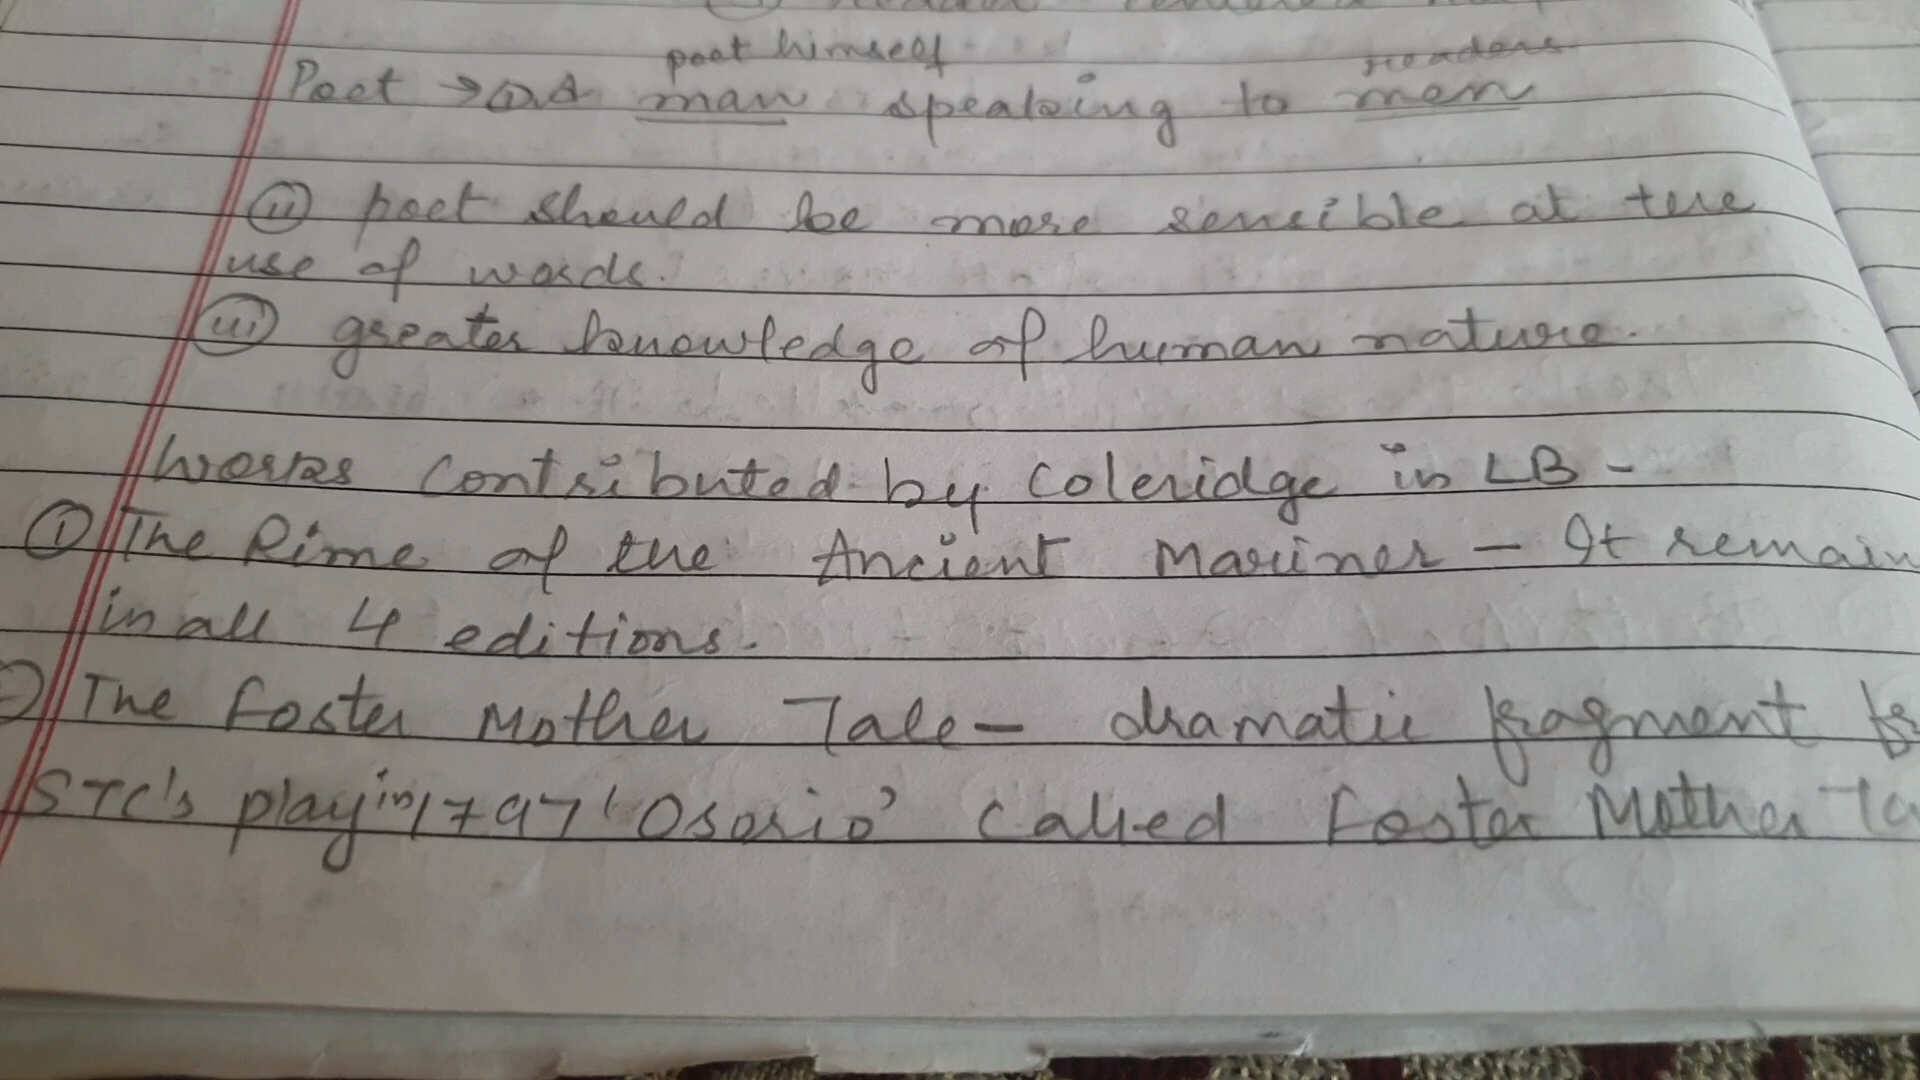 poet himself readers
Poet → ⓘ A man speaking to men
ⓘⓘ poet should be more sensible at the
use of words.
ⓘⓘⓘ greater knowledge of human nature.
Works contributed by Coleridge in LB -
① The Rime of the Ancient Mariner - It remain
in all 4 editions.
The Foster Mother Tale - dramatic fragment
STC's play in 1797 'Osorio' called Foster Mother Ta